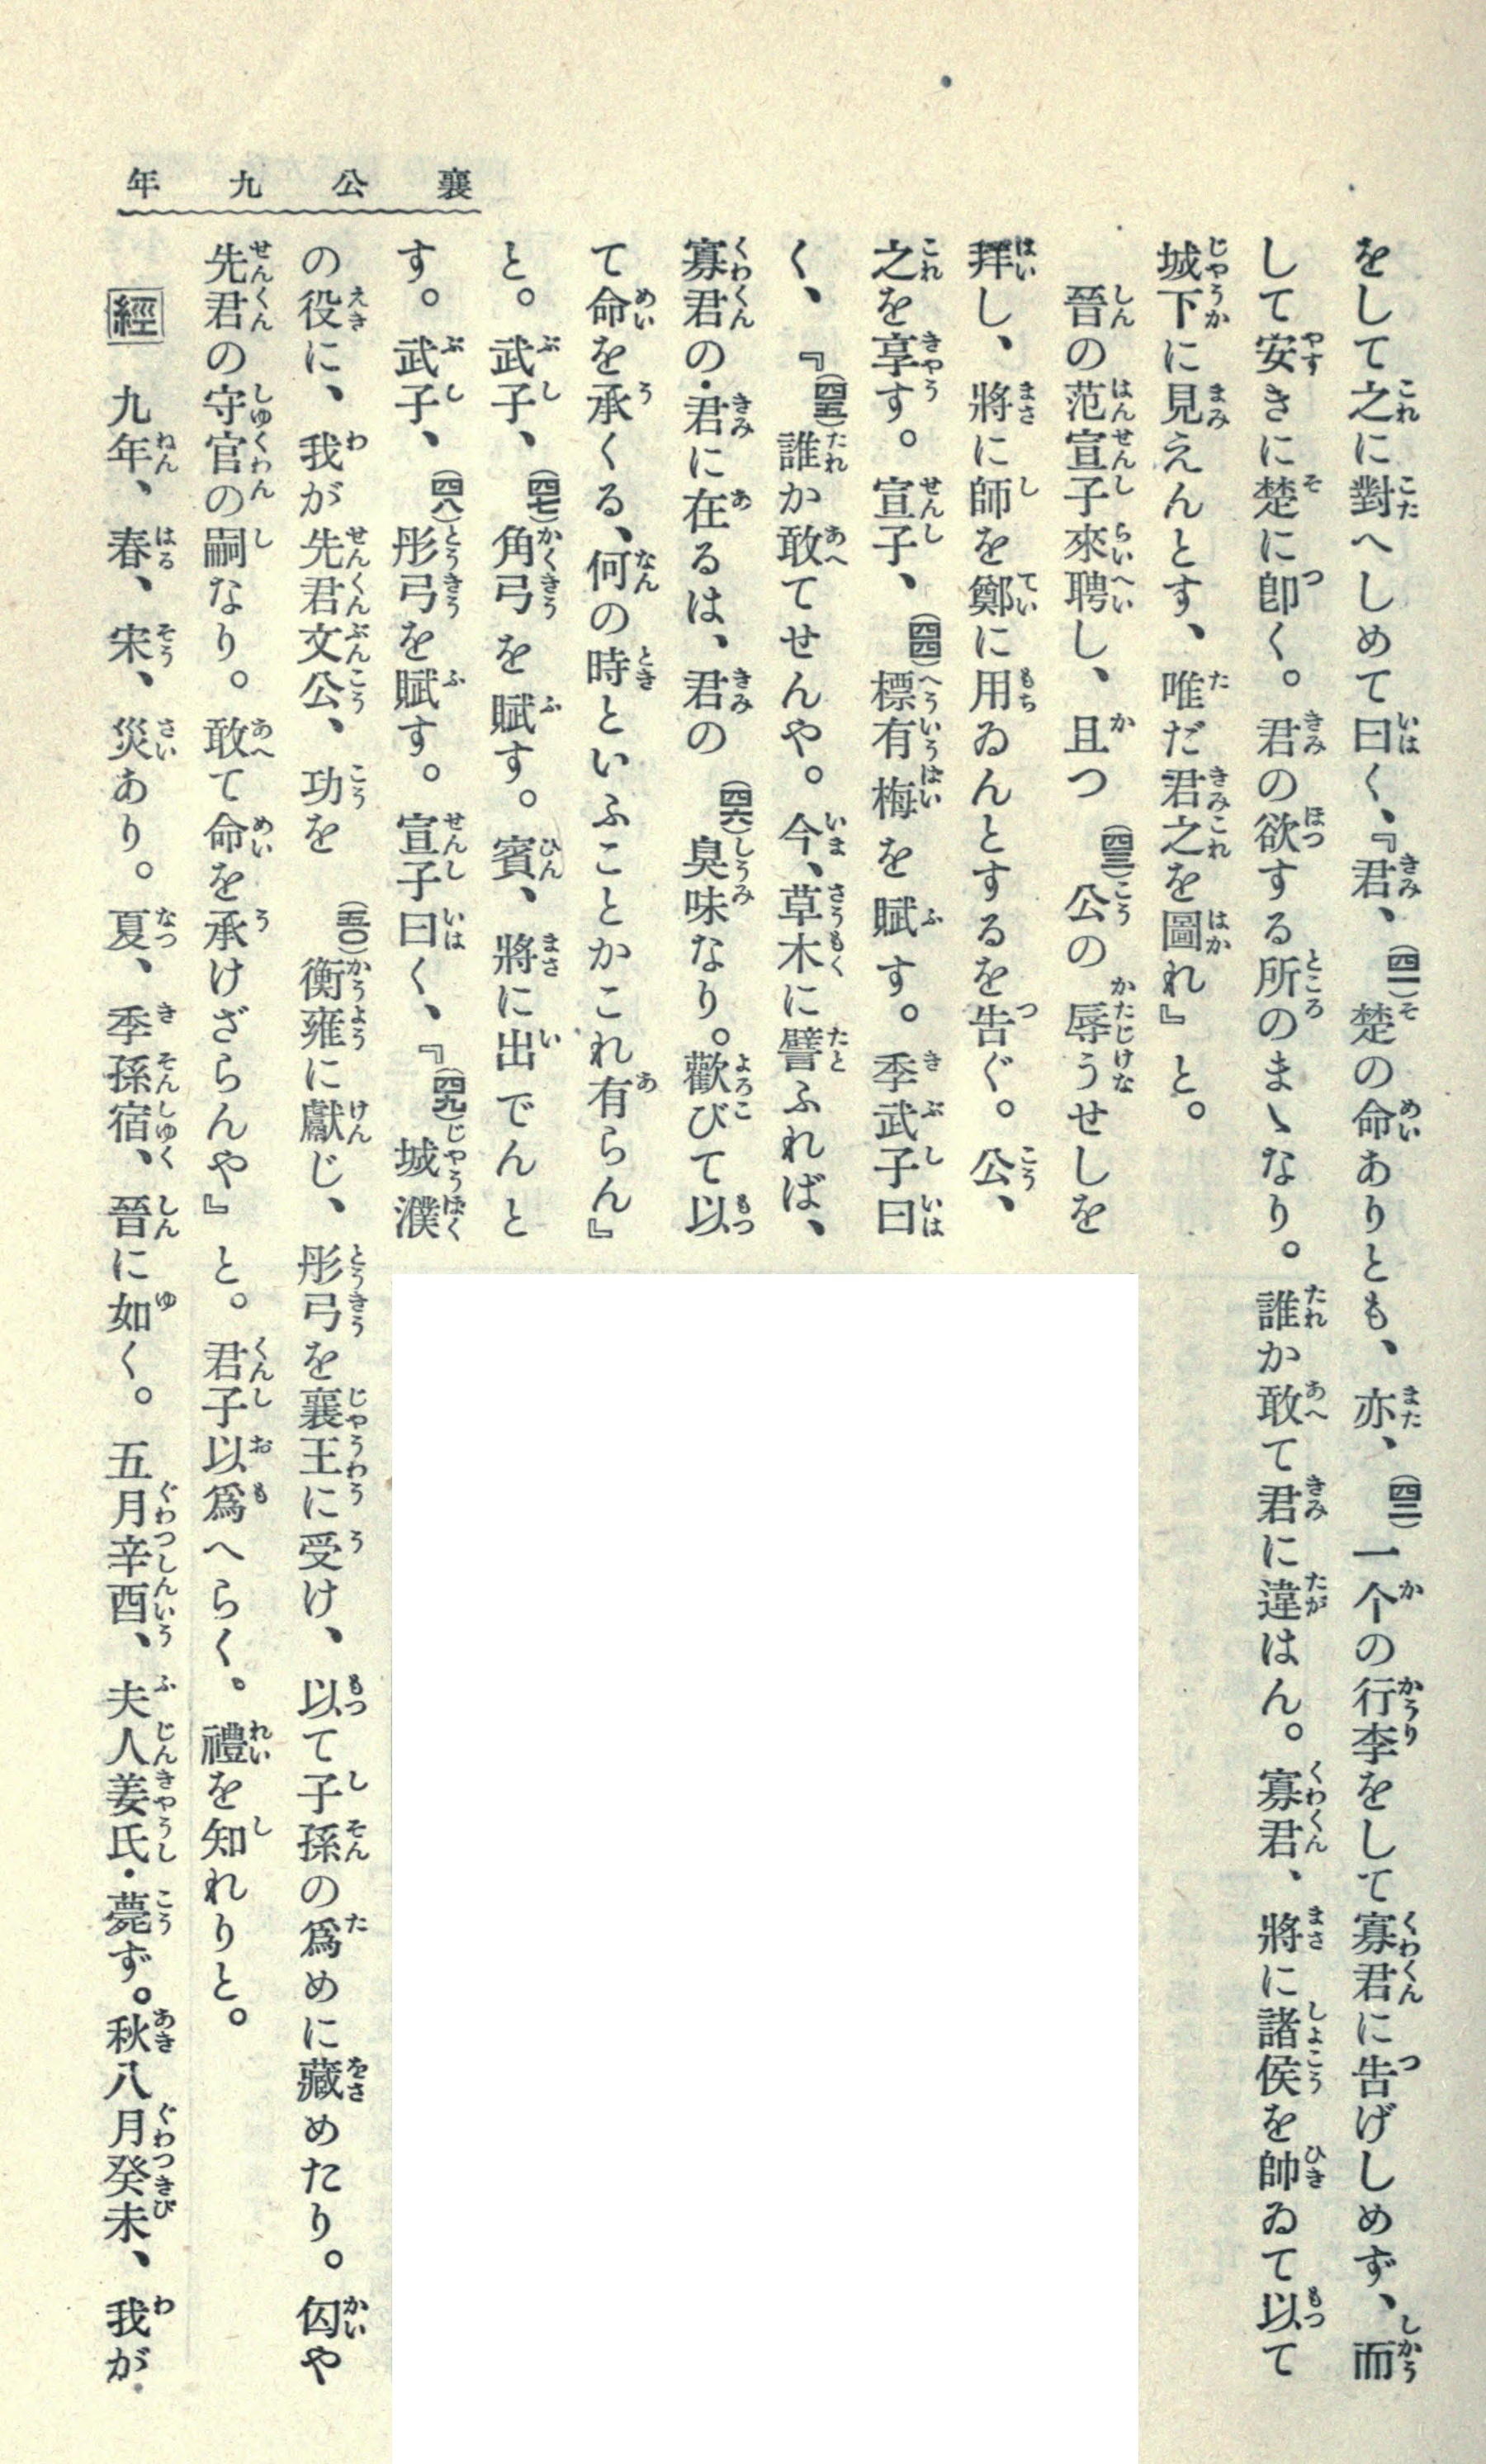 襄公九年
をして之に對へしめて曰く、『君、(四一)楚の命ありとも、亦、(四二)一个の行李をして寡君に告げしめず、而
して安きに楚に卽く。君の欲する所のまゝなり。誰か敢て君に違はん。寡君、將に諸侯を帥ゐて以て
城下に見えんとす、唯だ君之を圖れ』と。
晉の范宣子來聘し、且つ(四三)公の辱うせしを
拜し、將に師を鄭に用ゐんとするを告ぐ。公、
之を享す。宣子、(四四)標有梅を賦す。季武子曰
く、『(四五)誰か敢てせんや。今、草木に譬ふれば、
寡君の・君に在るは、君の(四六)臭味なり。歡びて以
て命を承くる、何の時といふことかこれ有らん』
と。武子、(四七)角弓を賦す。賓、將に出でんと
す。武子、(四八)彤弓を賦す。宣子曰く、『(四九)城濮
の役に、我が先君文公、功を(五〇)衡雍に獻じ、彤弓を襄王に受け、以て子孫の爲めに藏めたり。匄や
先君の守官の嗣なり。敢て命を承けざらんや』と。君子以爲へらく。禮を知れりと。
經 九年、春、宋、災あり。夏、季孫宿、晉に如く。五月辛酉、夫人姜氏・薨ず。秋八月癸未、我が